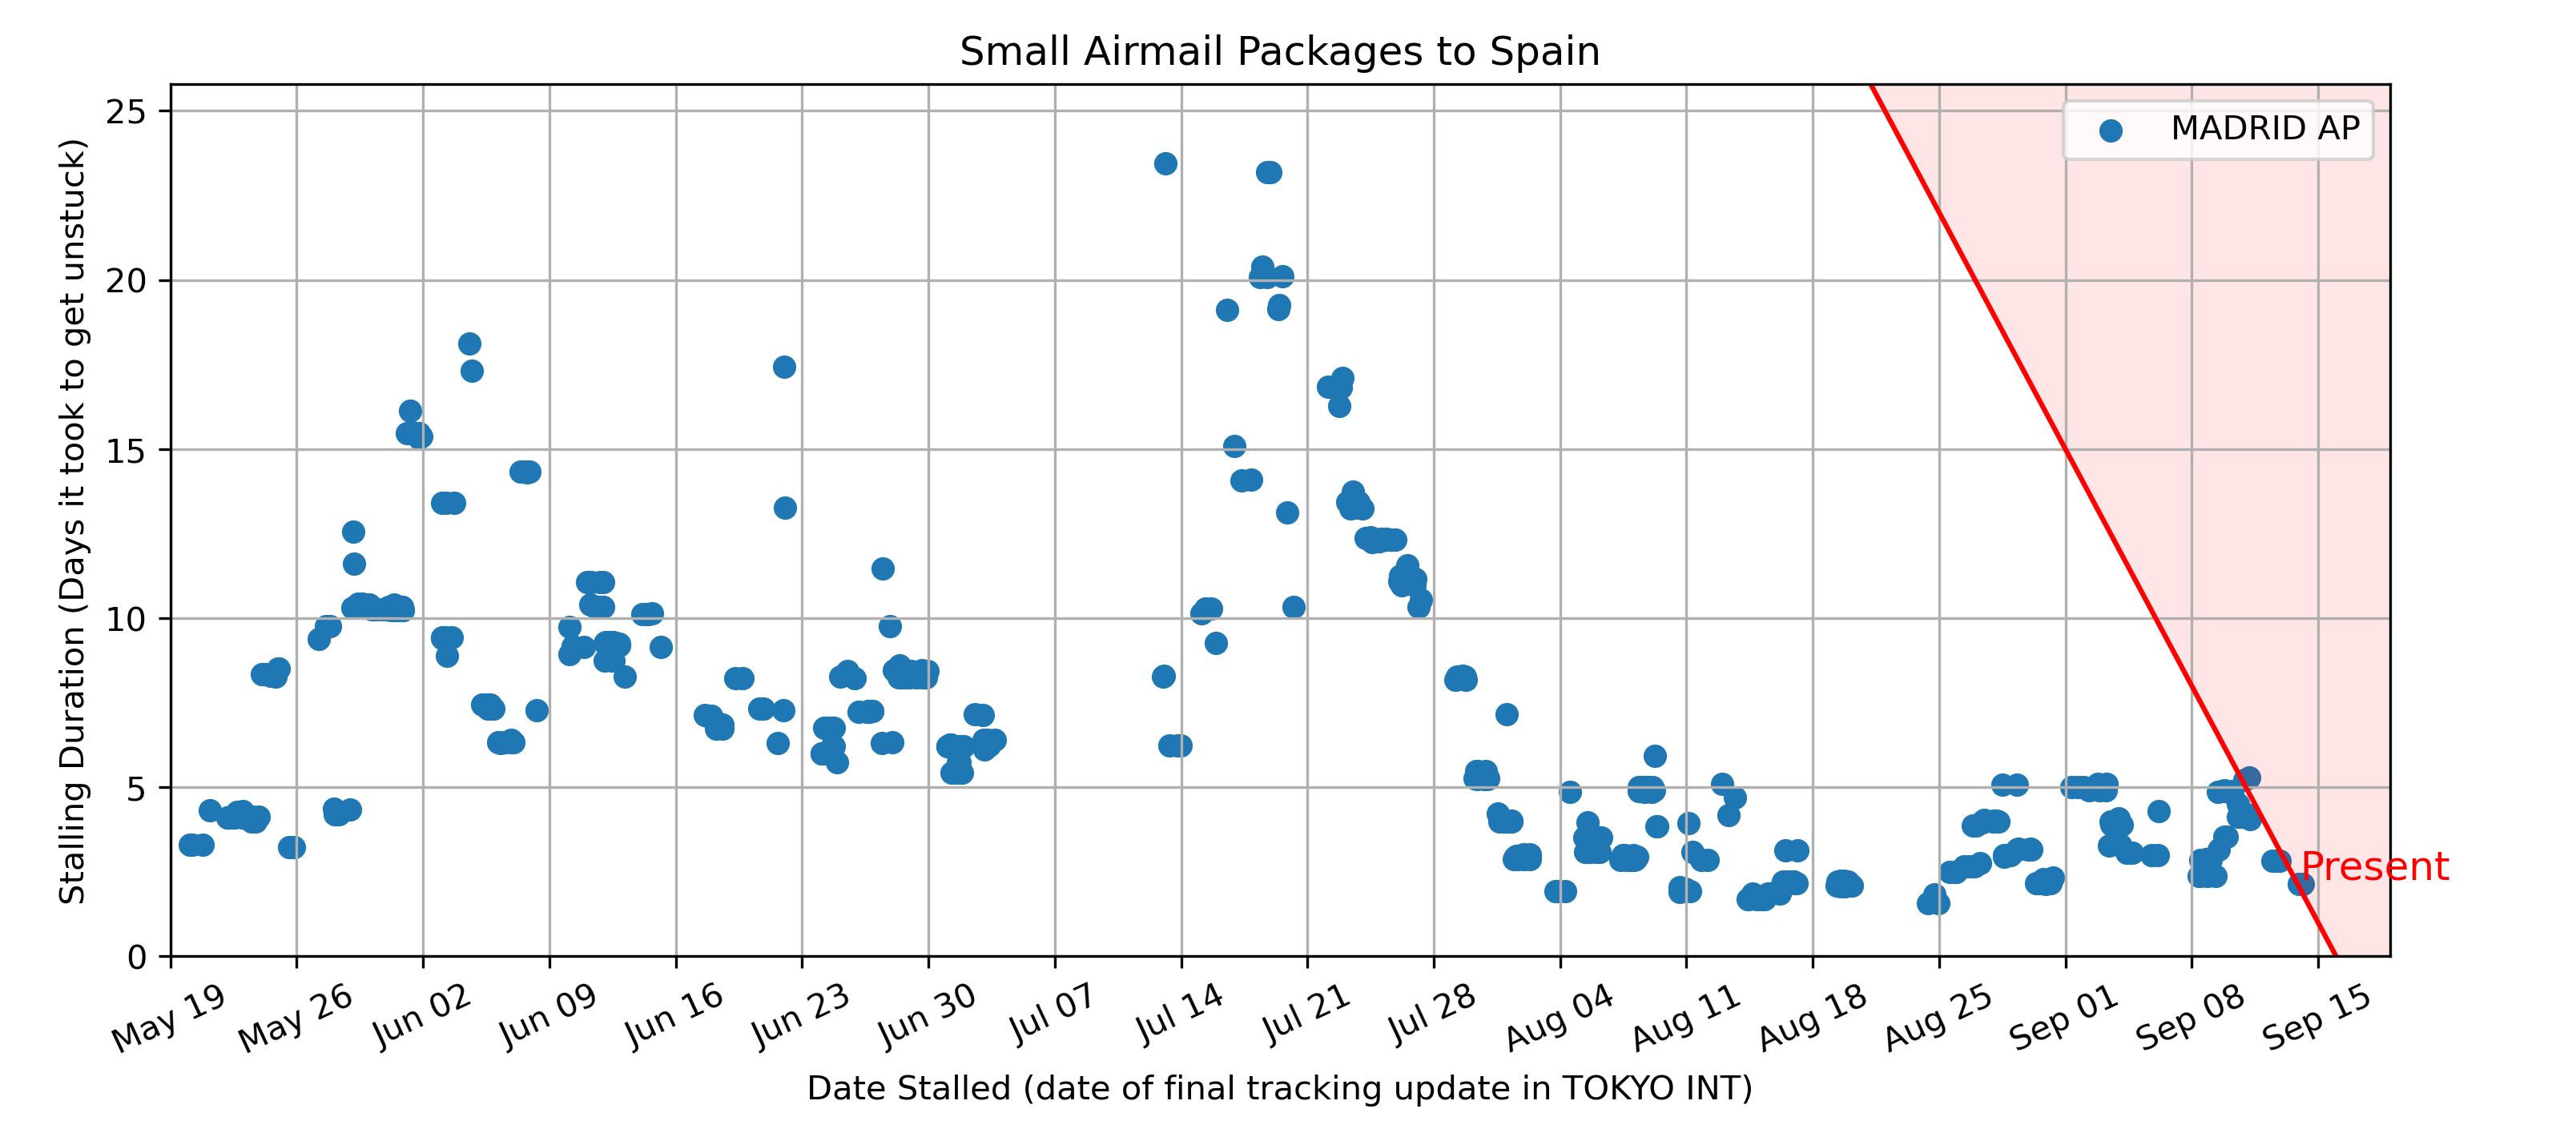 Small Airmail Packages to Spain
MADRID AP
Stalling Duration (Days it took to get unstuck)
25
20
15
10
5
0
Present
May 19
May 26
Jun 02
Jun 09
Jun 16
Jun 23
Jun 30
Jul 07
Jul 14
Jul 21
Jul 28
Aug 04
Aug 11
Aug 18
Aug 25
Sep 01
Sep 08
Sep 15
Date Stalled (date of final tracking update in TOKYO INT)